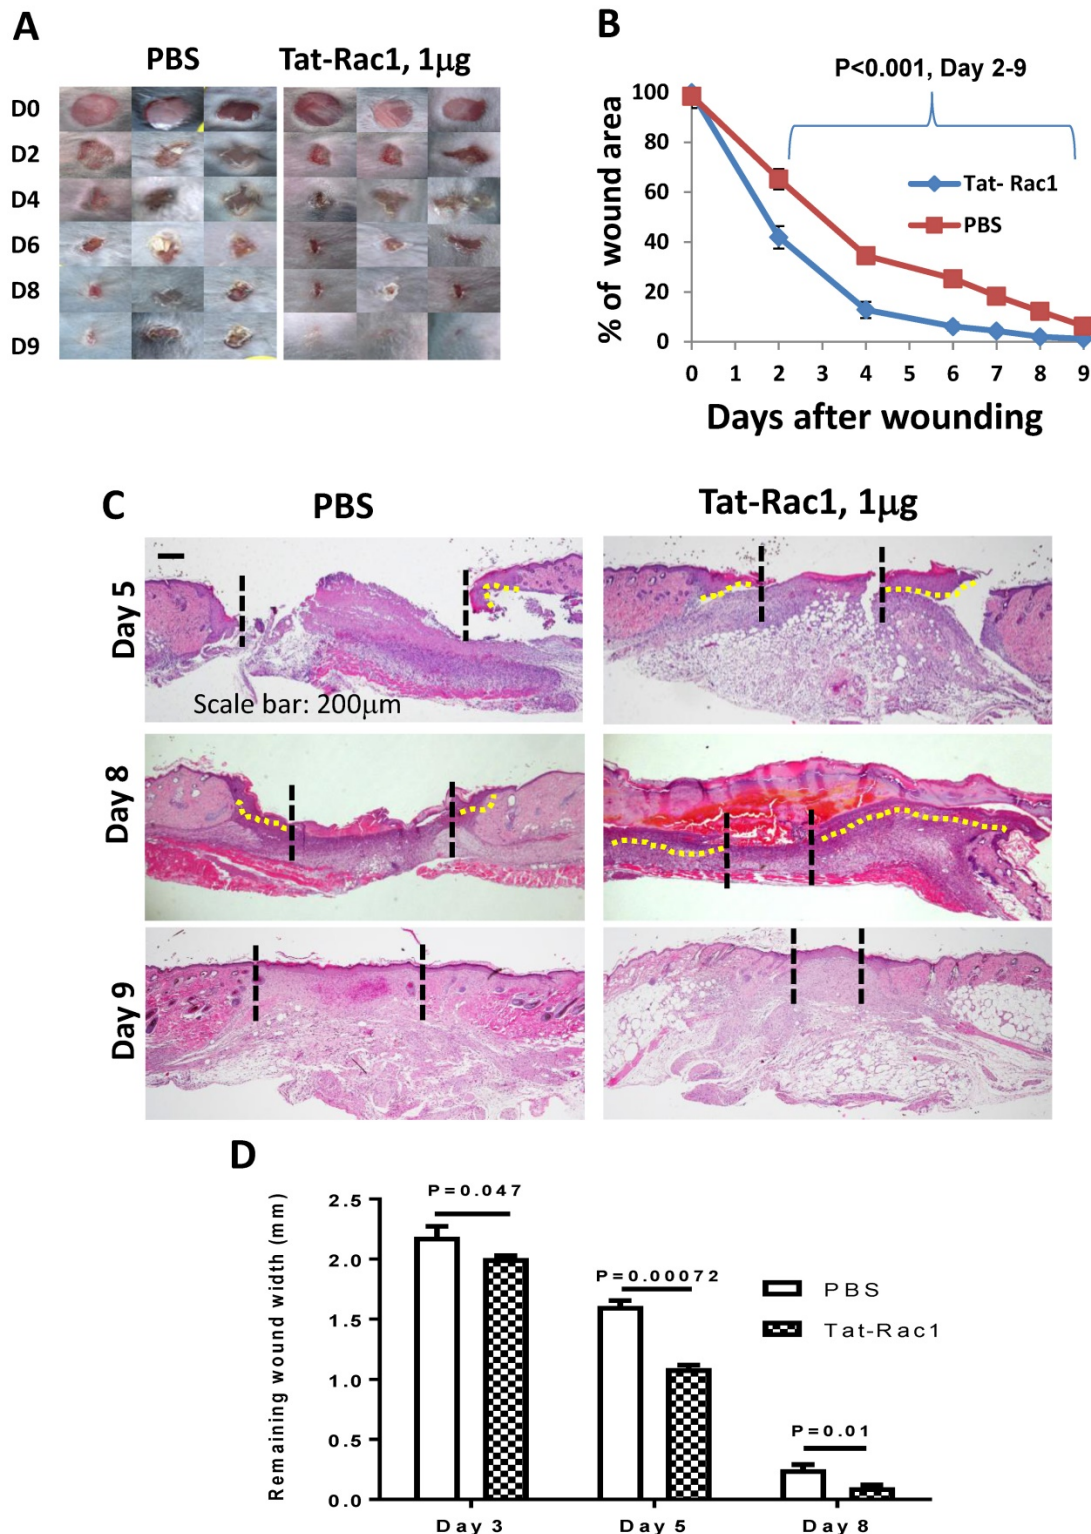 A
PBS
Tat-Rac1, 1μg
D0
D2
D4
D6
D8
D9
B
P<0.001, Day 2-9
% of wound area
100
80
60
40
20
0
Tat- Rac1
PBS
0 1 2 3 4 5 6 7 8 9
Days after wounding
C
PBS
Tat-Rac1, 1μg
Day 5
Scale bar: 200μm
Day 8
Day 9
D
Remaining wound width (mm)
2.5
2.0
1.5
1.0
0.5
0.0
P=0.047
P=0.00072
P=0.01
PBS
Tat-Rac1
Day 3
Day 5
Day 8